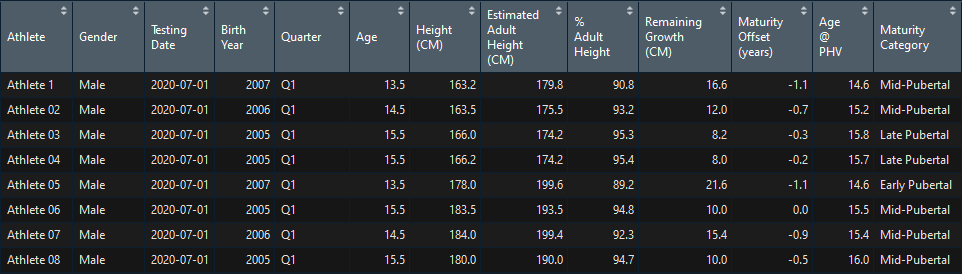 Athlete Gender Testing Date Birth Year Quarter Age Height (CM) Estimated Adult Height (CM) % Adult Height Remaining Growth (CM) Maturity Offset (years) Age @ PHV Maturity Category
Athlete 1 Male 2020-07-01 2007 Q1 13.5 163.2 179.8 90.8 16.6 -1.1 14.6 Mid-Pubertal
Athlete 02 Male 2020-07-01 2006 Q1 14.5 163.5 175.5 93.2 12.0 -0.7 15.2 Mid-Pubertal
Athlete 03 Male 2020-07-01 2005 Q1 15.5 166.0 174.2 95.3 8.2 -0.3 15.8 Late Pubertal
Athlete 04 Male 2020-07-01 2005 Q1 15.5 166.2 174.2 95.4 8.0 -0.2 15.7 Late Pubertal
Athlete 05 Male 2020-07-01 2007 Q1 13.5 178.0 199.6 89.2 21.6 -1.1 14.6 Early Pubertal
Athlete 06 Male 2020-07-01 2005 Q1 15.5 183.5 193.5 94.8 10.0 0.0 15.5 Mid-Pubertal
Athlete 07 Male 2020-07-01 2006 Q1 14.5 184.0 199.4 92.3 15.4 -0.9 15.4 Mid-Pubertal
Athlete 08 Male 2020-07-01 2005 Q1 15.5 180.0 190.0 94.7 10.0 -0.5 16.0 Mid-Pubertal